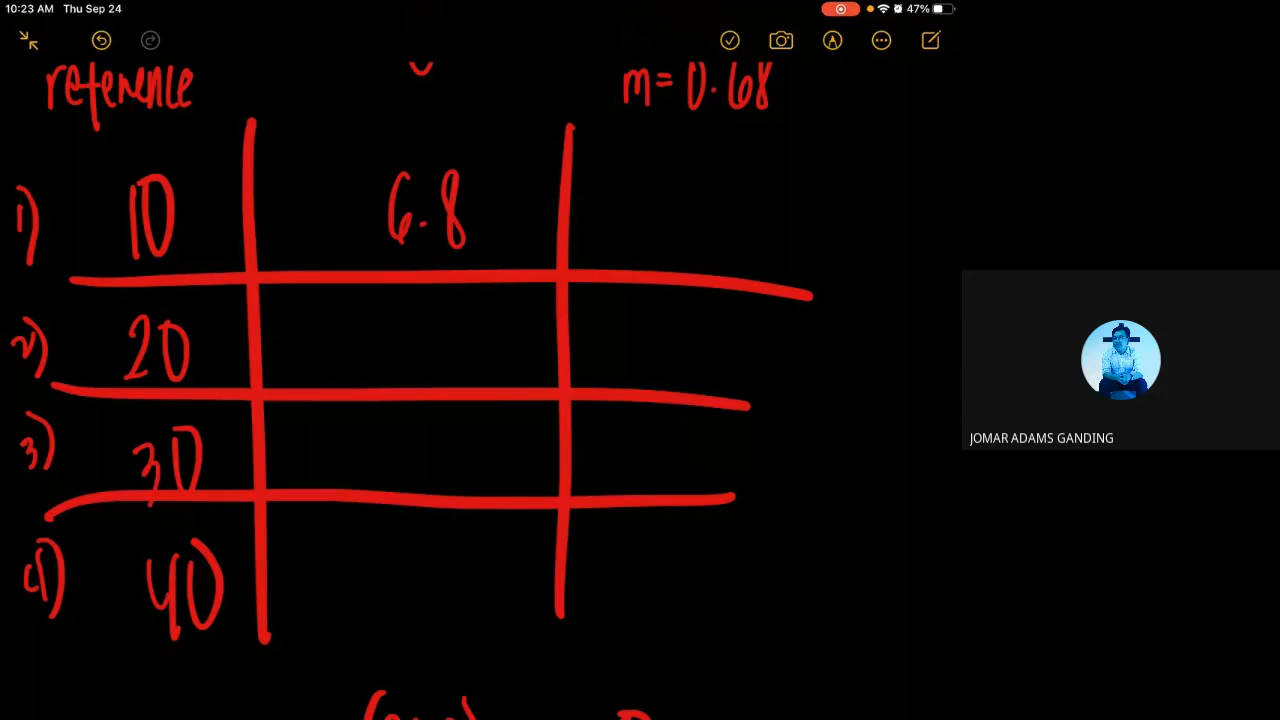 10:23 AM Thu Sep 24
47%
reference
m = 0.68
1) 10 6.8
2) 20
3) 30
4) 40
JOMAR ADAMS GANDING